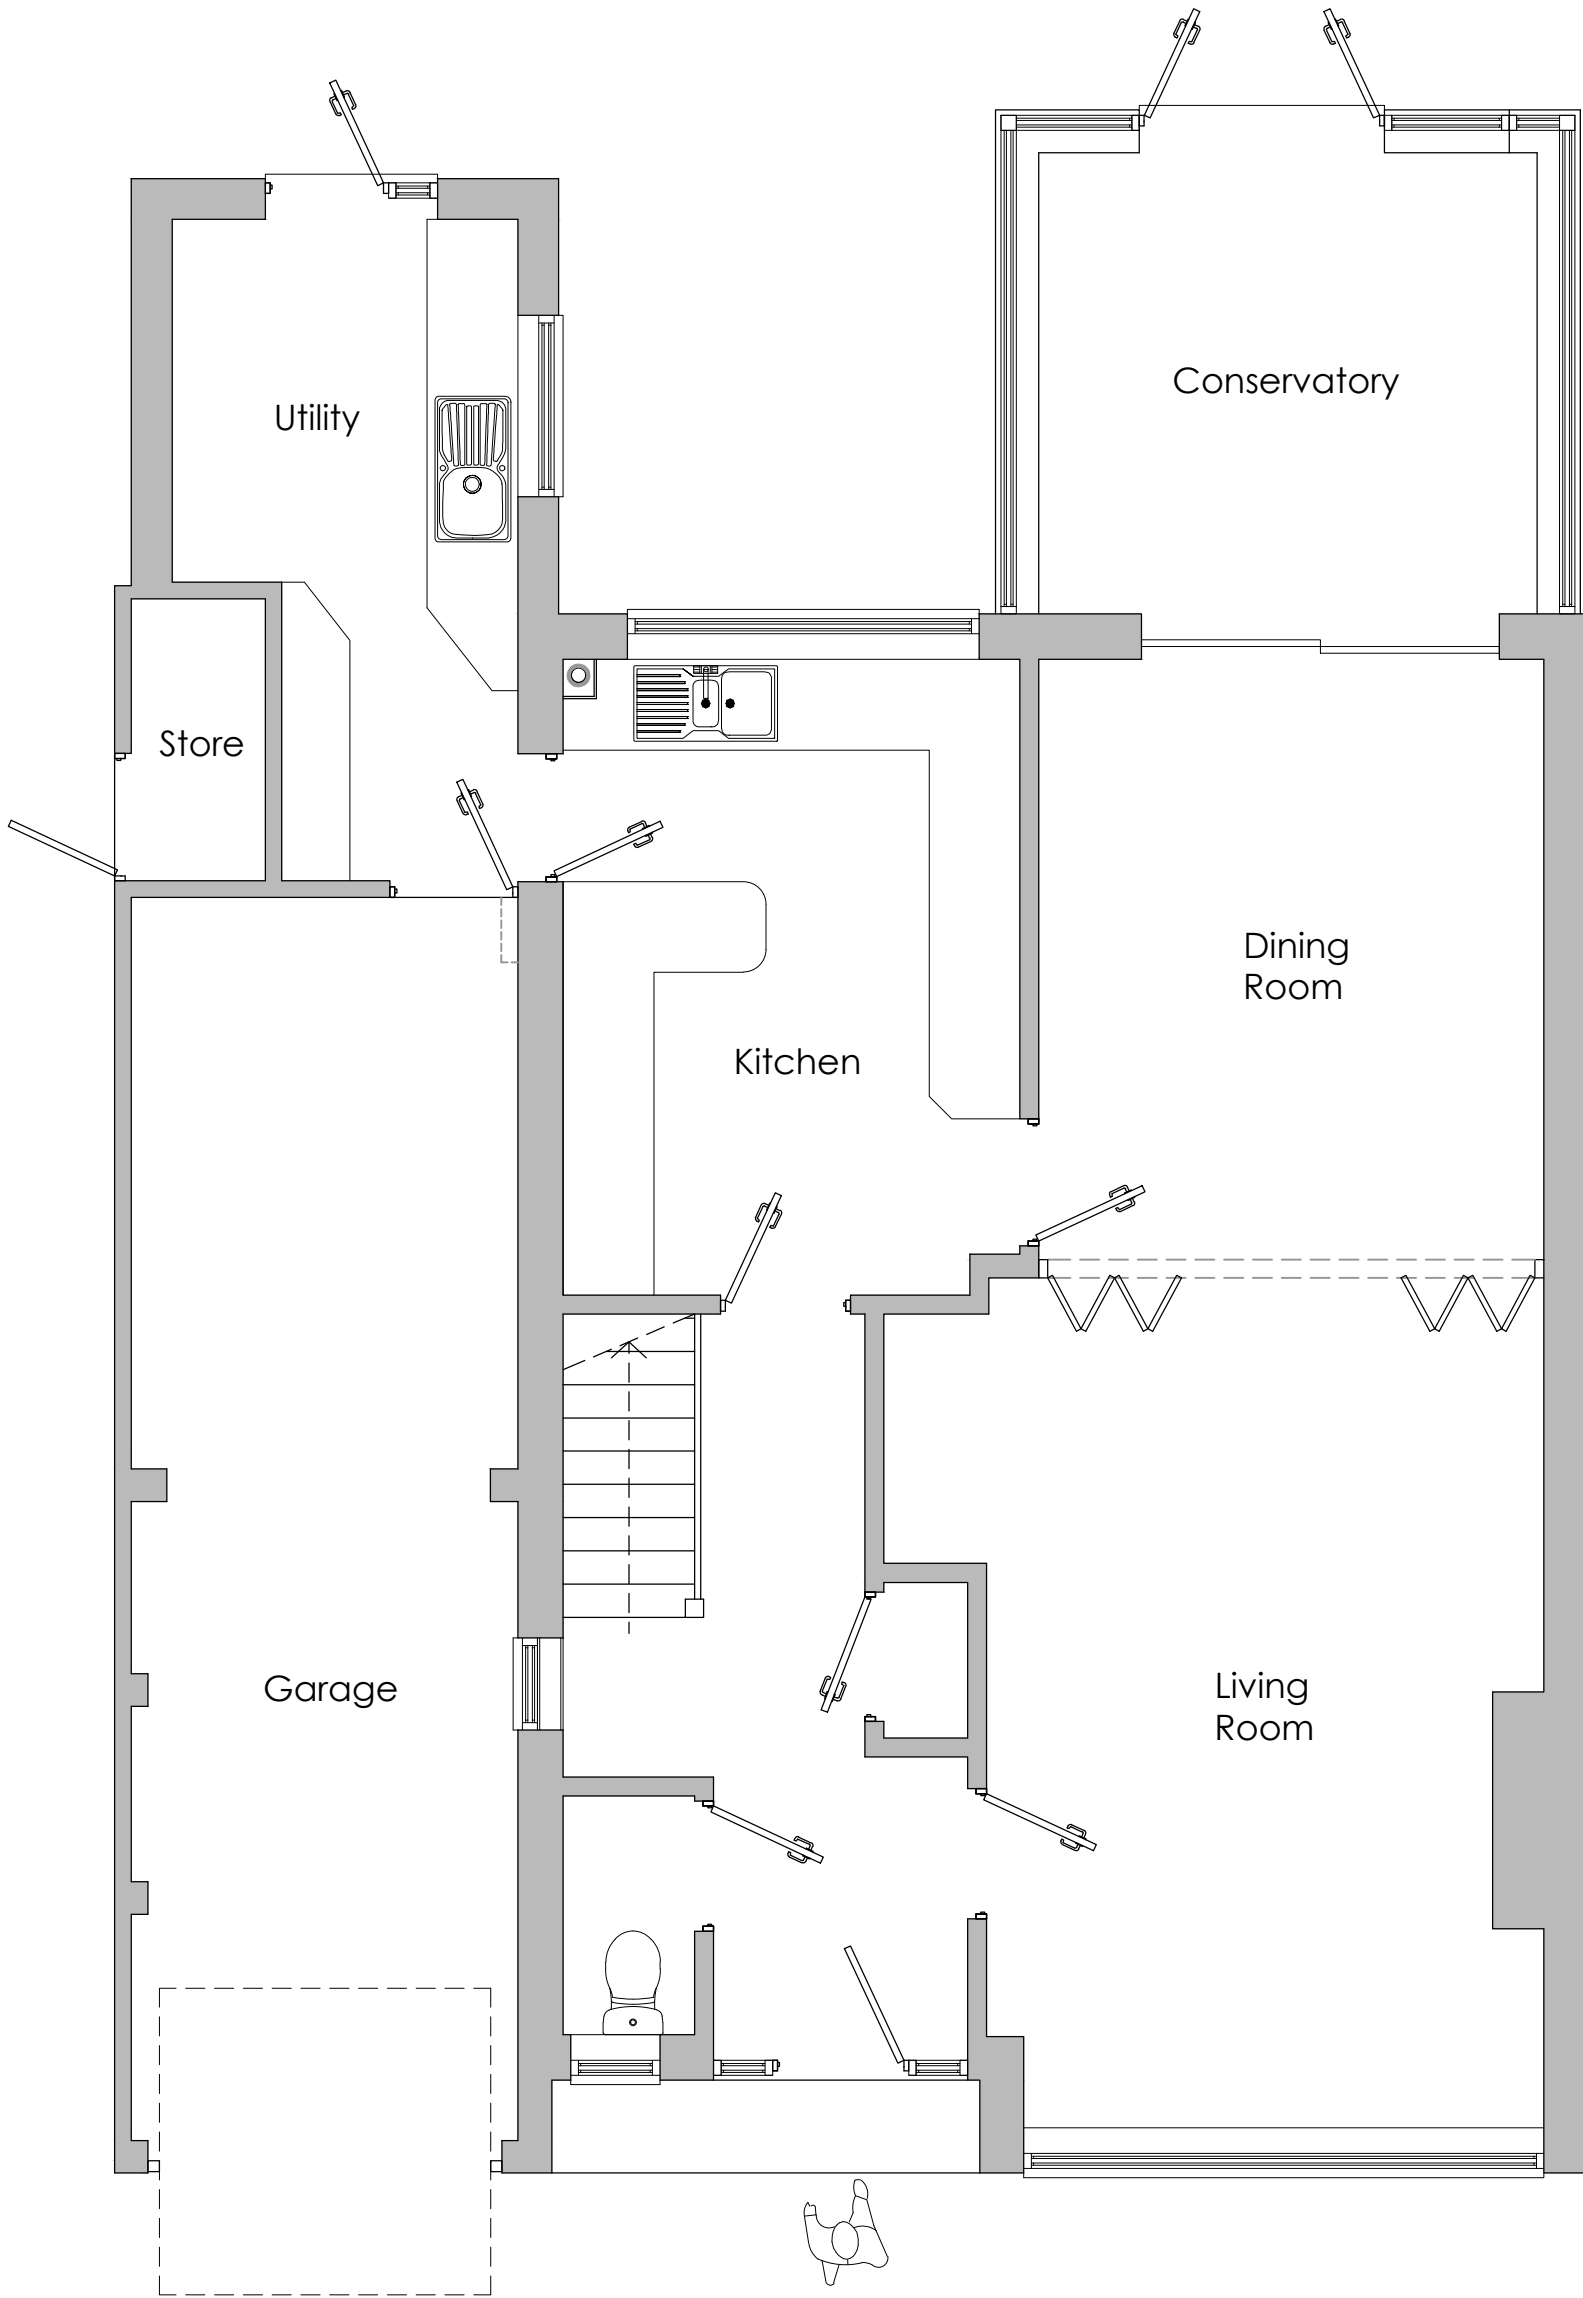 Conservatory
Utility
Store
Dining
Room
Kitchen
Garage
Living
Room